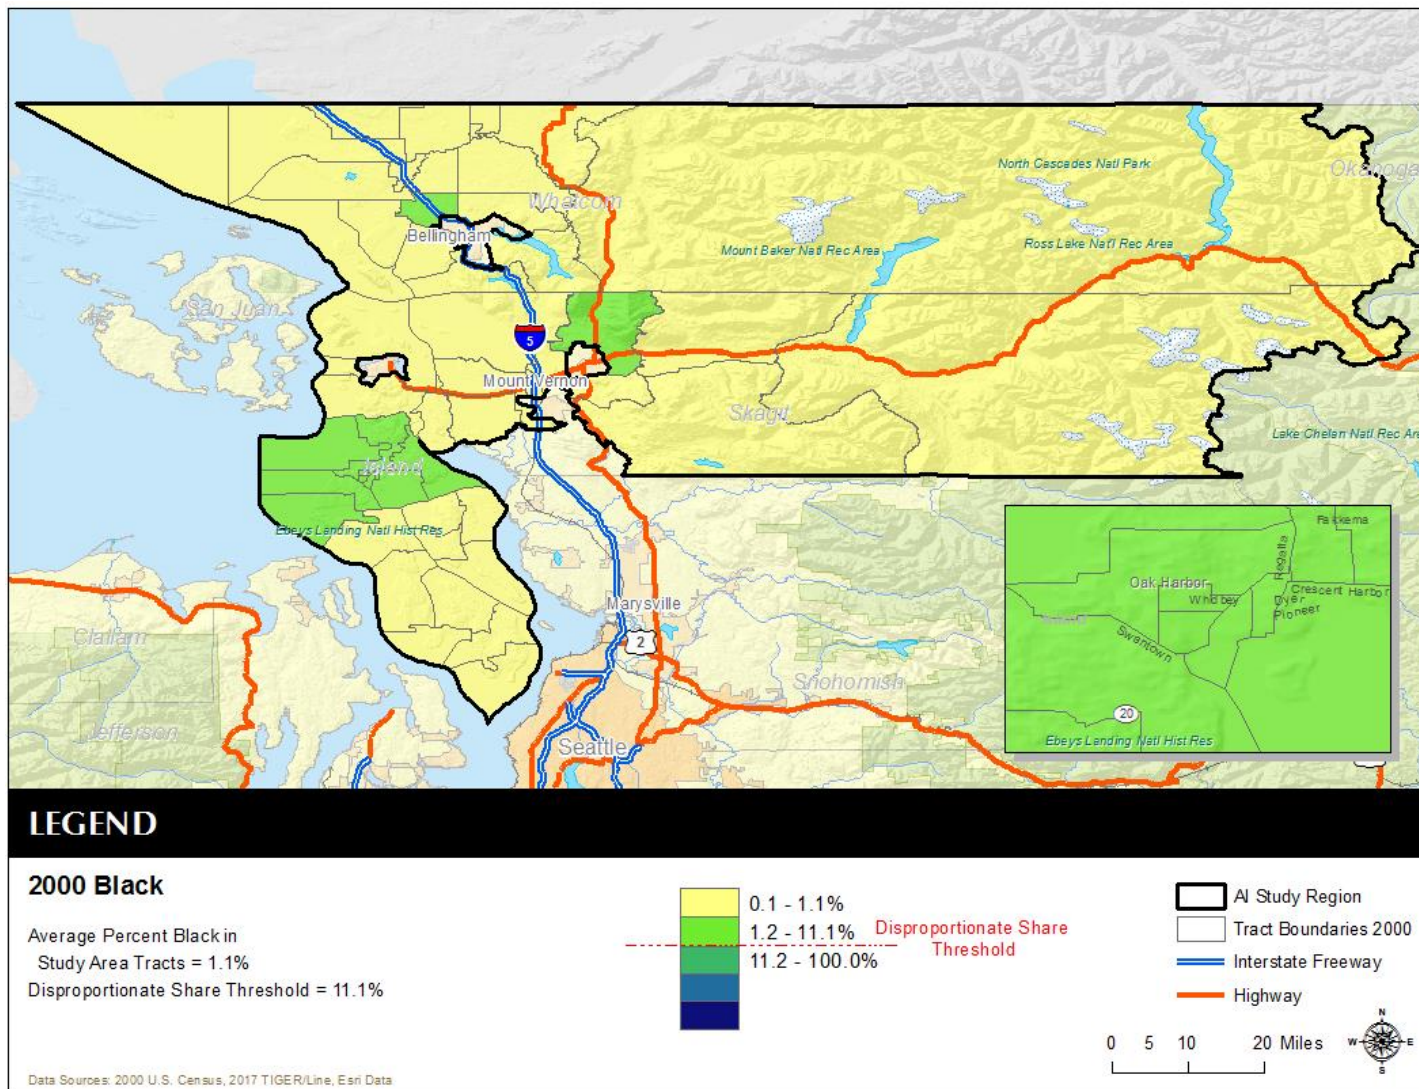 North Cascades Natl Park
Okanoga
Whatcom
Bellingham
Mount Baker Natl Rec Area
Ross Lake Nat'l Rec Area
San Juan
5
Mount Vernon
Skagit
Lake Chelan Natl Rec Area
Island
Ebeys Landing Natl Hist Res
Fakkema
Regatta
Oak Harbor
Crescent Harbor
Whidbey
Dyer
Pioneer
Swantown
20
Ebeys Landing Natl Hist Res
Marysville
2
Clallam
Snohomish
Jefferson
Seattle
LEGEND
2000 Black
Average Percent Black in
Study Area Tracts = 1.1%
Disproportionate Share Threshold = 11.1%
0.1 - 1.1%
1.2 - 11.1%
11.2 - 100.0%
Disproportionate Share
Threshold
AI Study Region
Tract Boundaries 2000
Interstate Freeway
Highway
0 5 10 20 Miles
N
W E
S
Data Sources: 2000 U.S. Census, 2017 TIGER/Line, Esri Data